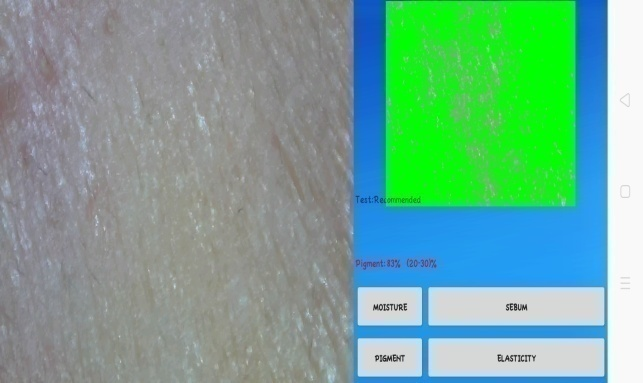 Test:Recommended
Pigment: 83% (20-30)%
MOISTURE
SEBUM
PIGMENT
ELASTICITY